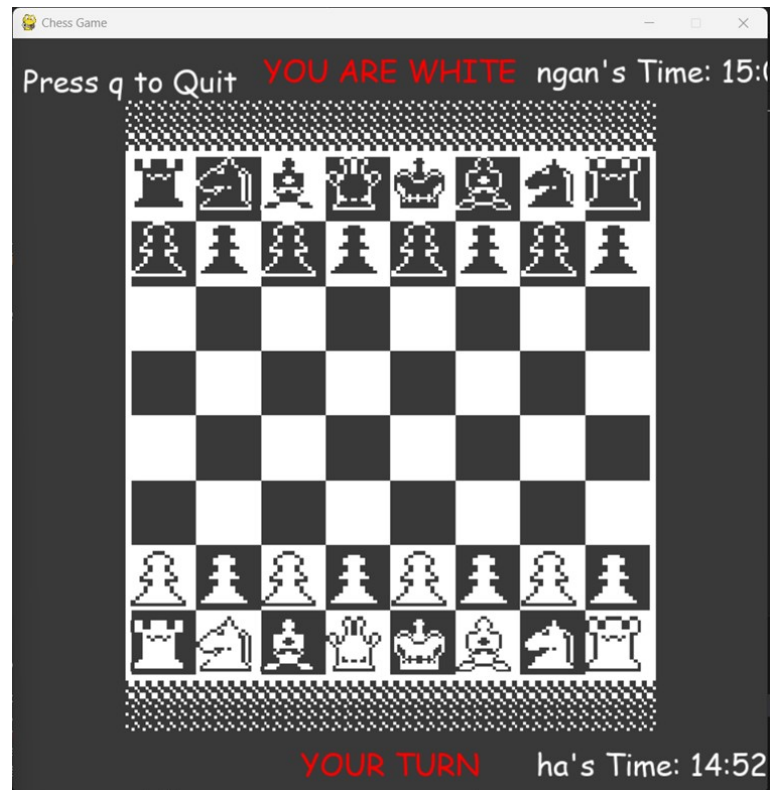 Chess Game
Press q to Quit
YOU ARE WHITE
ngan's Time: 15:
YOUR TURN
ha's Time: 14:52